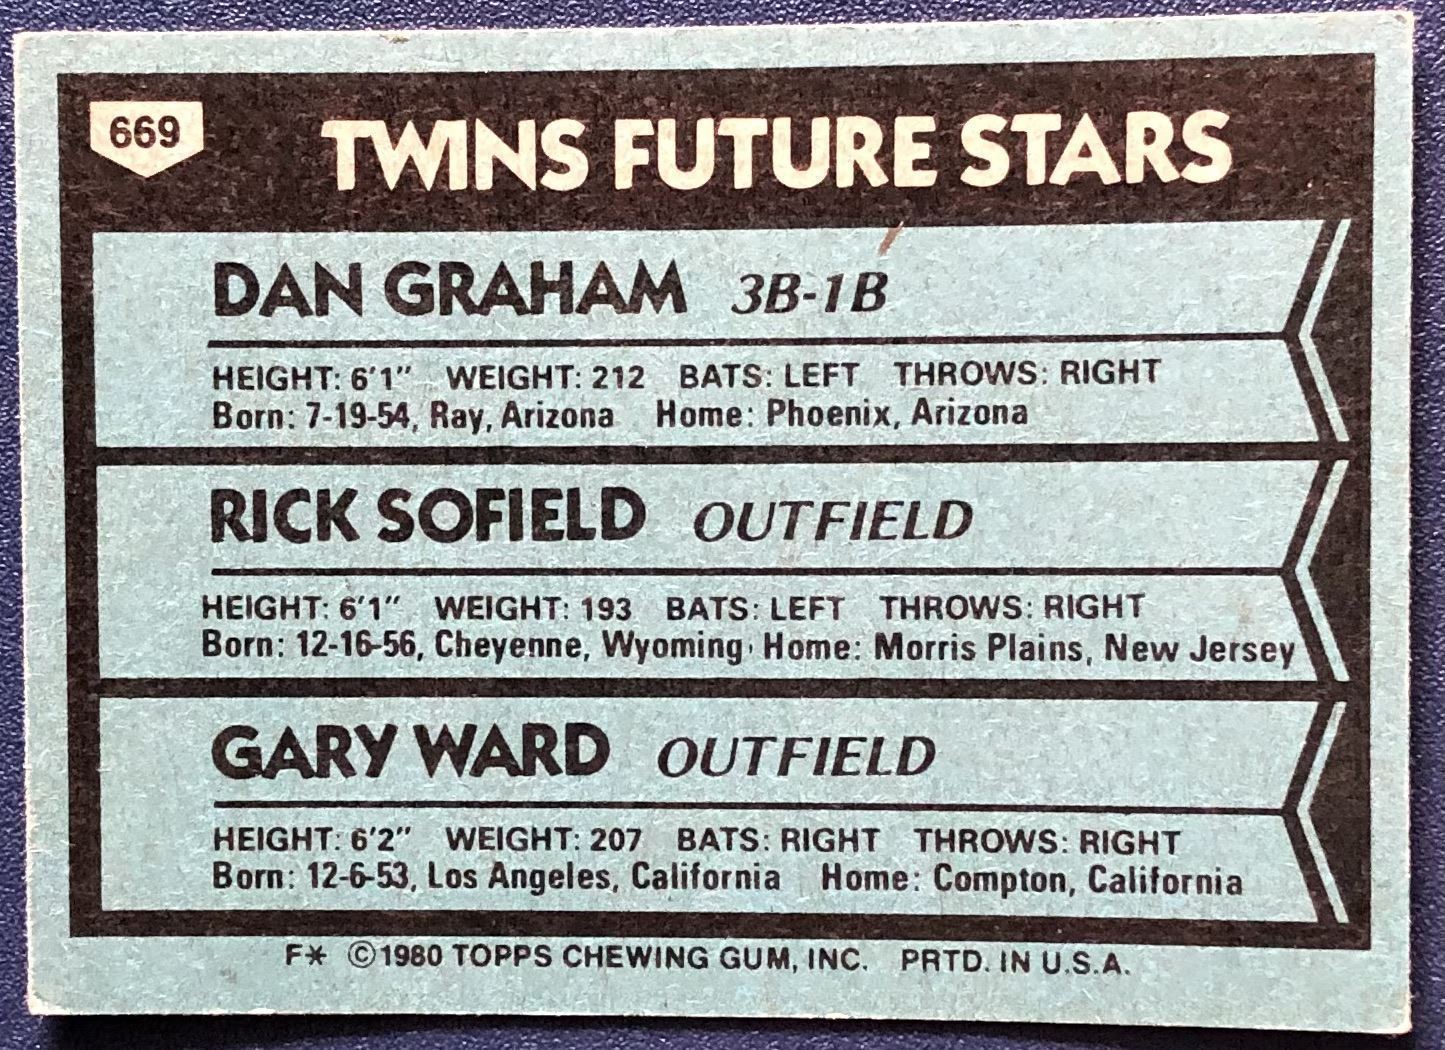 669
TWINS FUTURE STARS
DAN GRAHAM 3B-1B
HEIGHT: 6'1" WEIGHT: 212 BATS: LEFT THROWS: RIGHT
Born: 7-19-54, Ray, Arizona Home: Phoenix, Arizona
RICK SOFIELD OUTFIELD
HEIGHT: 6'1" WEIGHT: 193 BATS: LEFT THROWS: RIGHT
Born: 12-16-56, Cheyenne, Wyoming Home: Morris Plains, New Jersey
GARY WARD OUTFIELD
HEIGHT: 6'2" WEIGHT: 207 BATS: RIGHT THROWS: RIGHT
Born: 12-6-53, Los Angeles, California Home: Compton, California
F* ©1980 TOPPS CHEWING GUM, INC. PRTD. IN U.S.A.